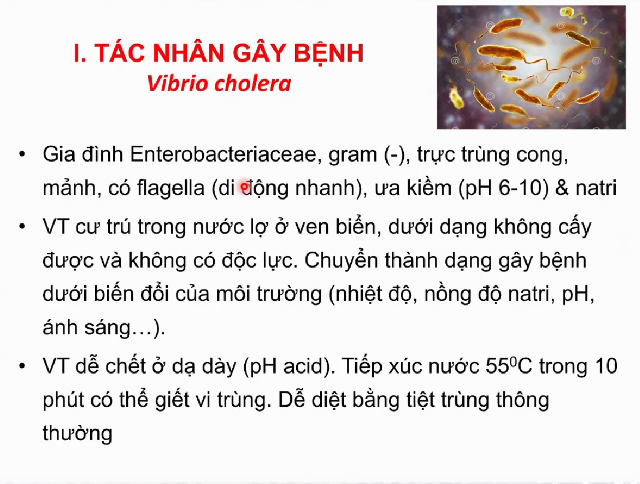 I. TÁC NHÂN GÂY BỆNH
Vibrio cholera
• Gia đình Enterobacteriaceae, gram (-), trực trùng cong,
mảnh, có flagella (di động nhanh), ưa kiềm (pH 6-10) & natri
• VT cư trú trong nước lợ ở ven biển, dưới dạng không cấy
được và không có độc lực. Chuyển thành dạng gây bệnh
dưới biến đổi của môi trường (nhiệt độ, nồng độ natri, pH,
ánh sáng…).
• VT dễ chết ở dạ dày (pH acid). Tiếp xúc nước 55⁰C trong 10
phút có thể giết vi trùng. Dễ diệt bằng tiệt trùng thông
thường